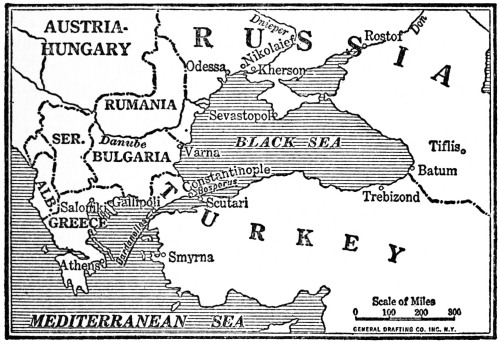 AUSTRIA-
HUNGARY
RUSSIA
Dnieper
Don
Nikolaief
Rostof
Odessa
Kherson
RUMANIA
Sevastopol
SER.
Danube
BULGARIA
BLACK SEA
Varna
Tiflis
Batum
ALB.
Constantinople
Bosporus
Trebizond
Saloniki
Gallipoli
Scutari
GREECE
Dardanelles
TURKEY
Athens
Smyrna
Scale of Miles
0 100 200 300
MEDITERRANEAN SEA
GENERAL DRAFTING CO. INC. N.Y.